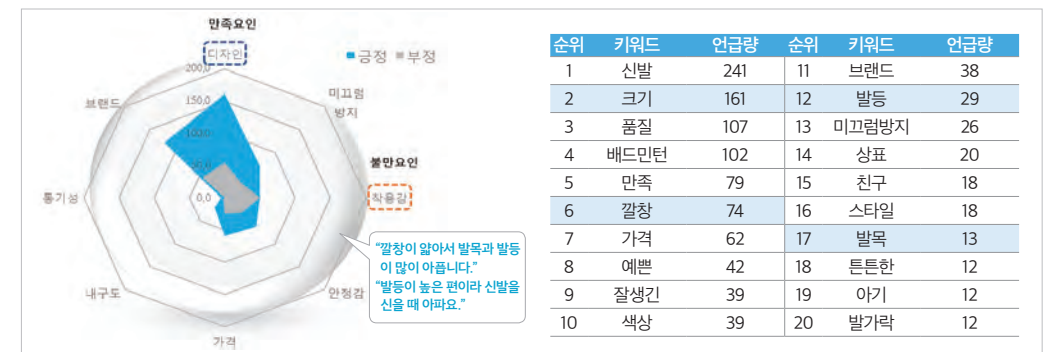 만족요인
디자인
긍정 부정
200.0
미끄럼
방지
브랜드
150.0
100.0
불만요인
통기성
0.0
착용감
"깔창이 얇아서 발목과 발등
이 많이 아픕니다."
"발등이 높은 편이라 신발을
신을 때 아파요."
내구도
안정감
가격
순위 키워드 언급량 순위 키워드 언급량
1 신발 241 11 브랜드 38
2 크기 161 12 발등 29
3 품질 107 13 미끄럼방지 26
4 배드민턴 102 14 상표 20
5 만족 79 15 친구 18
6 깔창 74 16 스타일 18
7 가격 62 17 발목 13
8 예쁜 42 18 튼튼한 12
9 잘생긴 39 19 아기 12
10 색상 39 20 발가락 12